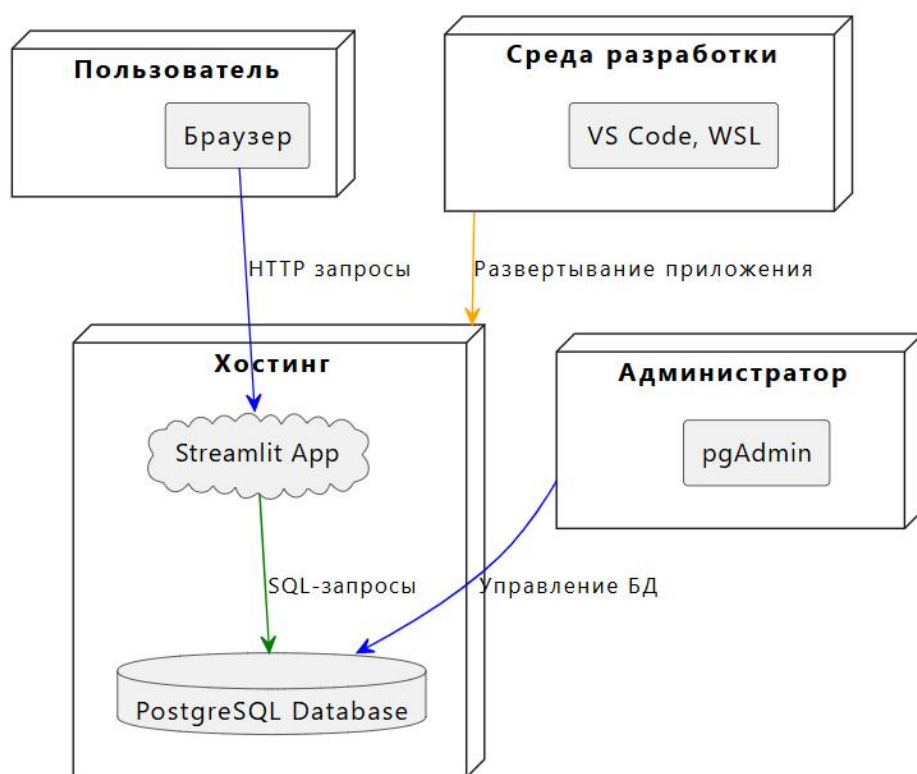 Пользователь
Браузер
Среда разработки
VS Code, WSL
HTTP запросы
Развертывание приложения
Хостинг
Streamlit App
Администратор
pgAdmin
SQL-запросы
Управление БД
PostgreSQL Database